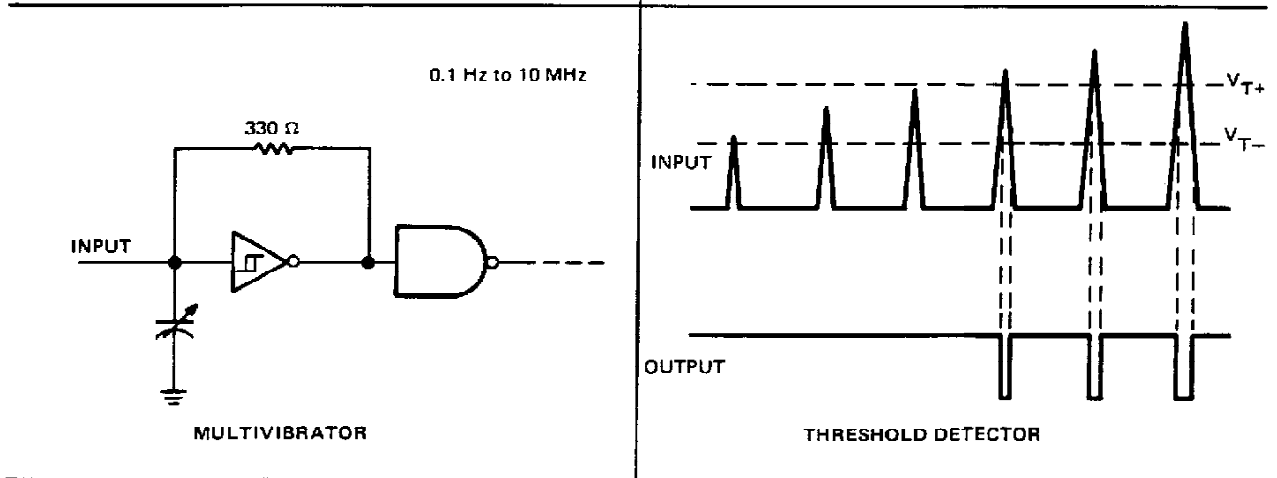 0.1 Hz to 10 MHz
330 Ω
INPUT
MULTIVIBRATOR
VT+
VT−
INPUT
OUTPUT
THRESHOLD DETECTOR